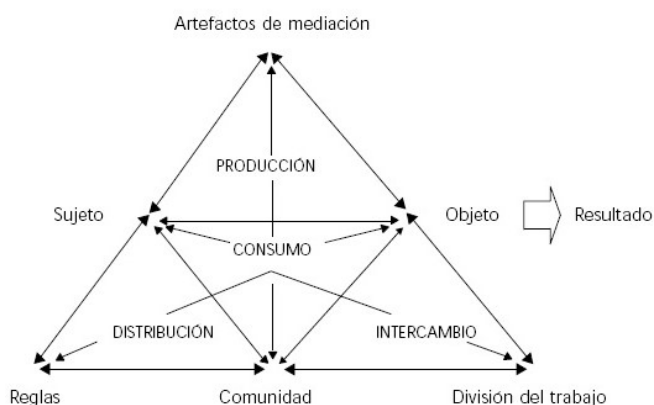 Artefactos de mediación
PRODUCCIÓN
Sujeto
Objeto
Resultado
CONSUMO
DISTRIBUCIÓN
INTERCAMBIO
Reglas
Comunidad
División del trabajo